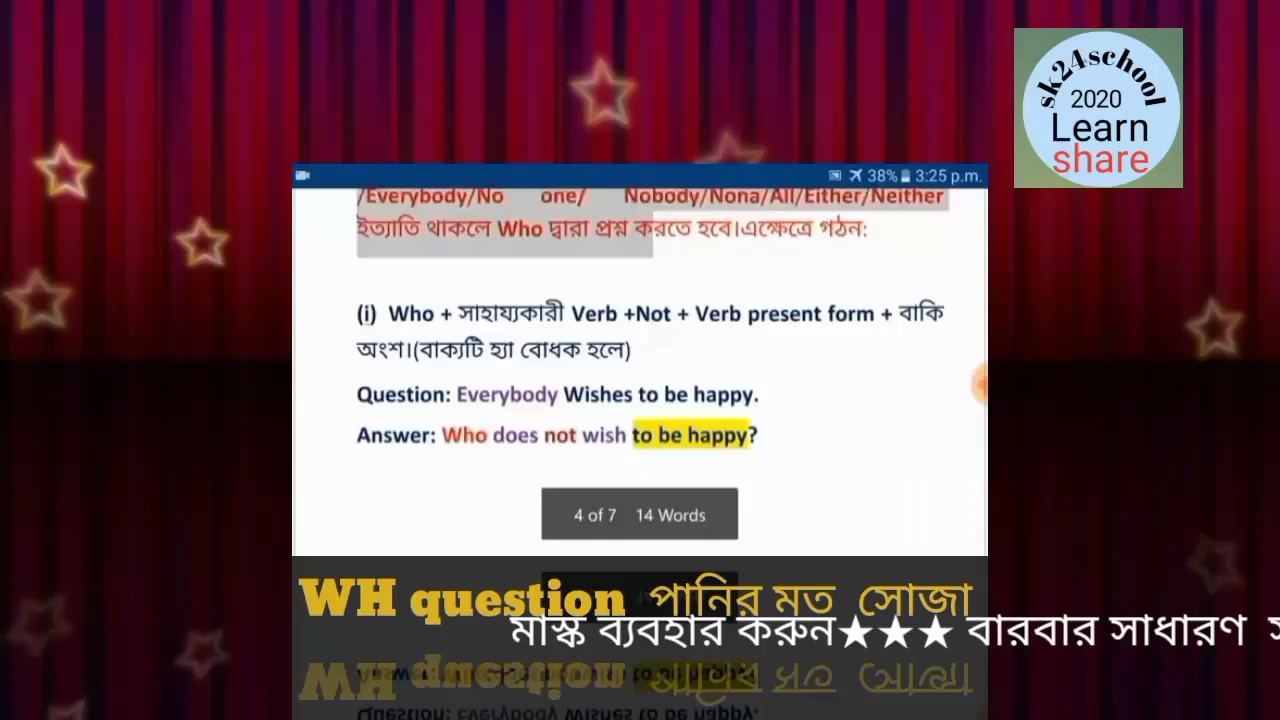 sk24school
2020
Learn
share
38% 3:25 p.m.
/Everybody/No one/ Nobody/Nona/All/Either/Neither
ইত্যাতি থাকলে Who দ্বারা প্রশ্ন করতে হবে।এক্ষেত্রে গঠন:
(i) Who + সাহায্যকারী Verb +Not + Verb present form + বাকি
অংশ।(বাক্যটি হ্যা বোধক হলে)
Question: Everybody Wishes to be happy.
Answer: Who does not wish to be happy?
4 of 7 14 Words
WH question পানির মত সোজা
মাস্ক ব্যবহার করুন★★★ বারবার সাধারণ